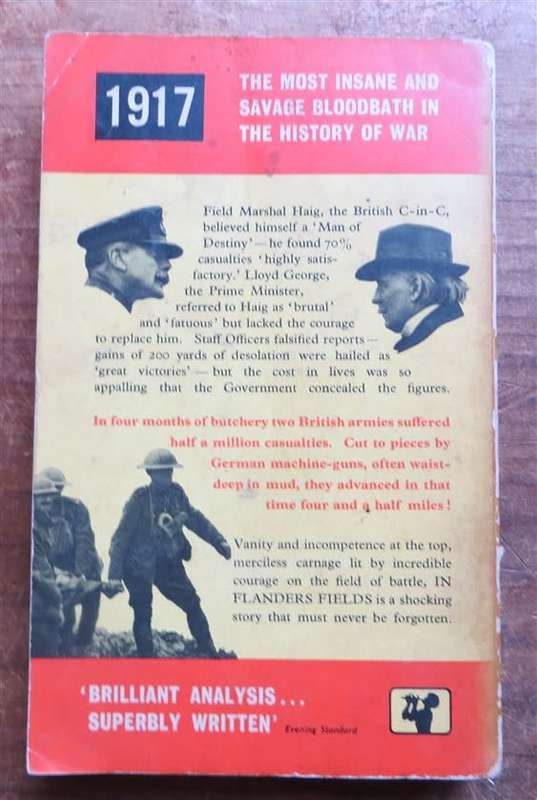 1917
THE MOST INSANE AND
SAVAGE BLOODBATH IN
THE HISTORY OF WAR
Field Marshal Haig, the British C-in-C,
believed himself a 'Man of
Destiny'—he found 70%
casualties 'highly satis-
factory.' Lloyd George,
the Prime Minister,
referred to Haig as 'brutal'
and 'fatuous' but lacked the courage
to replace him. Staff Officers falsified reports—
gains of 200 yards of desolation were hailed as
'great victories'—but the cost in lives was so
appalling that the Government concealed the figures.
In four months of butchery two British armies suffered
half a million casualties. Cut to pieces by
German machine-guns, often waist-
deep in mud, they advanced in that
time four and a half miles!
Vanity and incompetence at the top,
merciless carnage lit by incredible
courage on the field of battle, IN
FLANDERS FIELDS is a shocking
story that must never be forgotten.
'BRILLIANT ANALYSIS...
SUPERBLY WRITTEN' Evening Standard